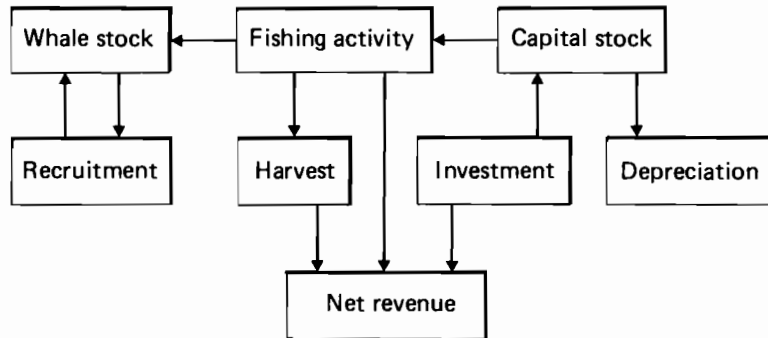 Whale stock
Fishing activity
Capital stock
Recruitment
Harvest
Investment
Depreciation
Net revenue